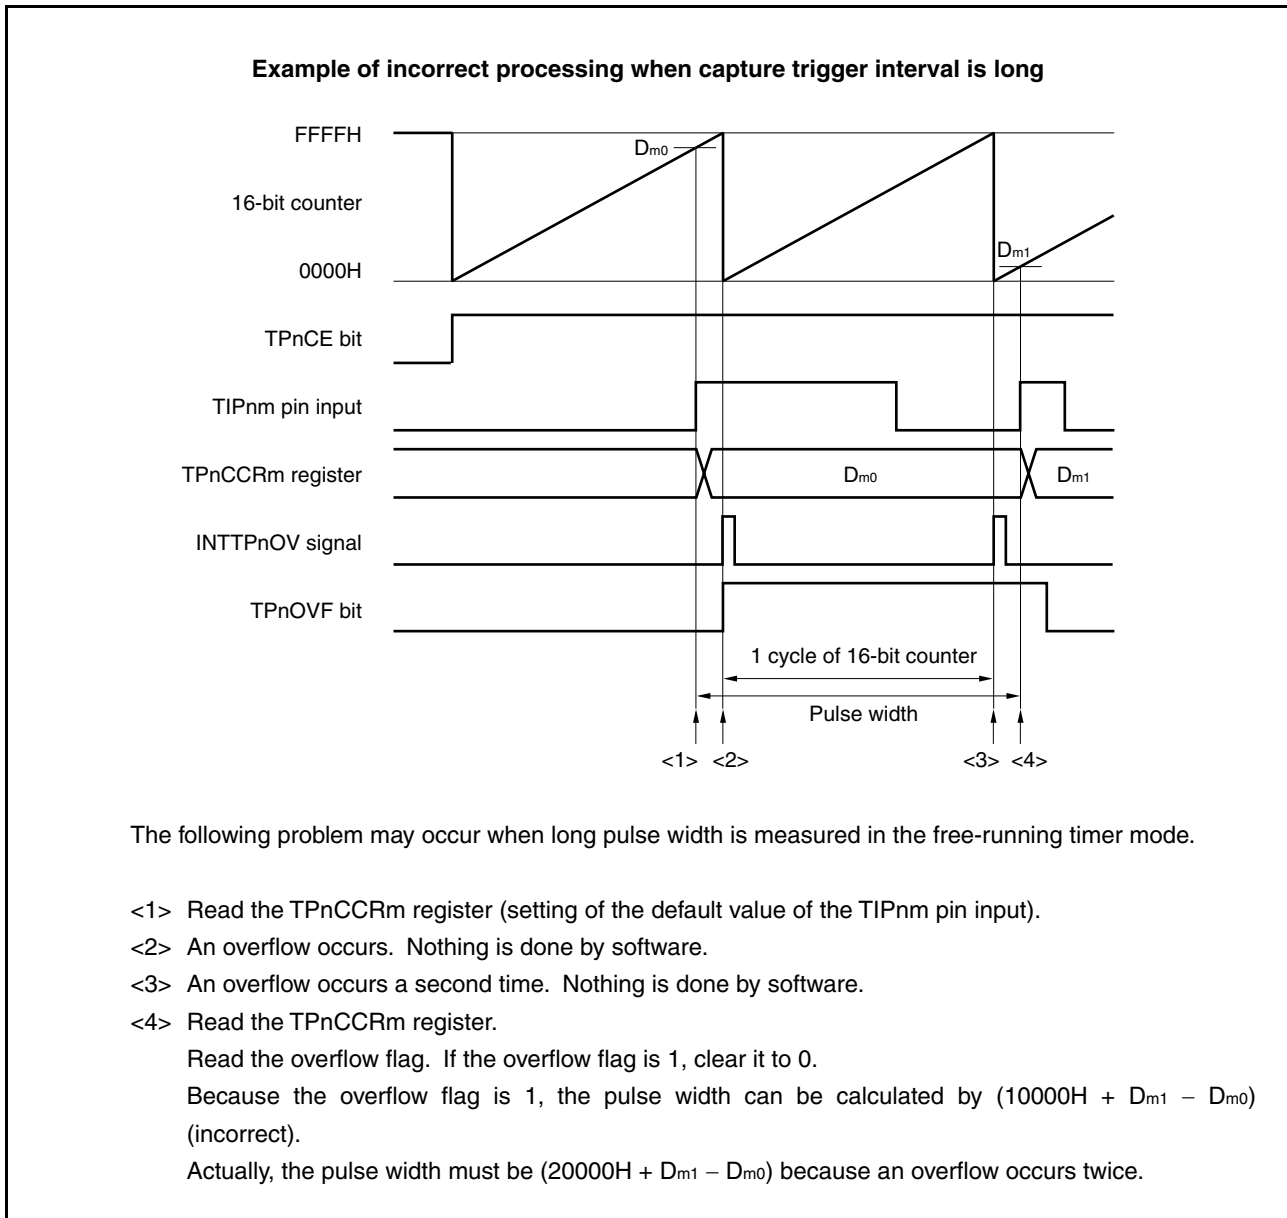 Example of incorrect processing when capture trigger interval is long
FFFFH
Dm0
16-bit counter
Dm1
0000H
TPnCE bit
TIPnm pin input
TPnCCRm register
Dm0
Dm1
INTTPnOV signal
TPnOVF bit
1 cycle of 16-bit counter
Pulse width
<1> <2> <3> <4>
The following problem may occur when long pulse width is measured in the free-running timer mode.
<1> Read the TPnCCRm register (setting of the default value of the TIPnm pin input).
<2> An overflow occurs. Nothing is done by software.
<3> An overflow occurs a second time. Nothing is done by software.
<4> Read the TPnCCRm register.
Read the overflow flag. If the overflow flag is 1, clear it to 0.
Because the overflow flag is 1, the pulse width can be calculated by (10000H + Dm1 − Dm0)
(incorrect).
Actually, the pulse width must be (20000H + Dm1 − Dm0) because an overflow occurs twice.